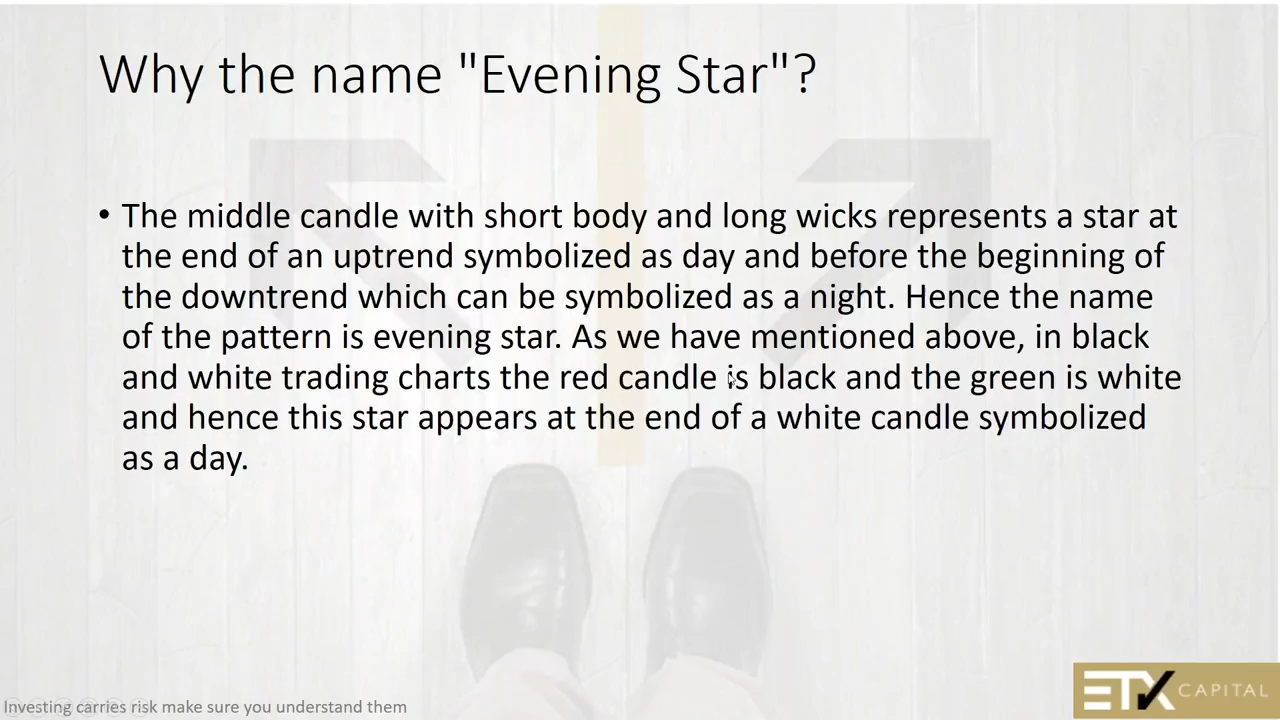 Why the name "Evening Star"?
• The middle candle with short body and long wicks represents a star at
the end of an uptrend symbolized as day and before the beginning of
the downtrend which can be symbolized as a night. Hence the name
of the pattern is evening star. As we have mentioned above, in black
and white trading charts the red candle is black and the green is white
and hence this star appears at the end of a white candle symbolized
as a day.
Investing carries risk make sure you understand them
ETX CAPITAL